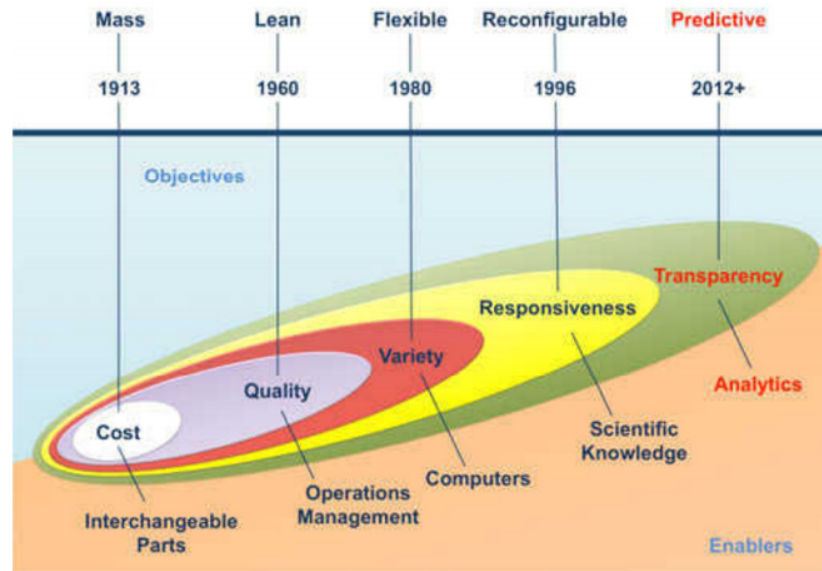 Mass Lean Flexible Reconfigurable Predictive
1913 1960 1980 1996 2012+
Objectives
Transparency
Responsiveness
Variety
Quality
Analytics
Cost
Scientific
Knowledge
Computers
Operations
Management
Interchangeable
Parts
Enablers